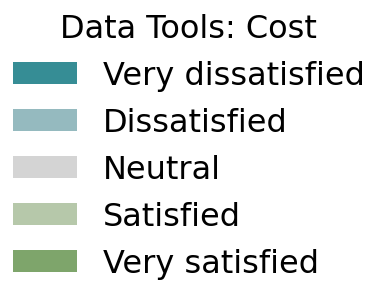 Data Tools: Cost
Very dissatisfied
Dissatisfied
Neutral
Satisfied
Very satisfied